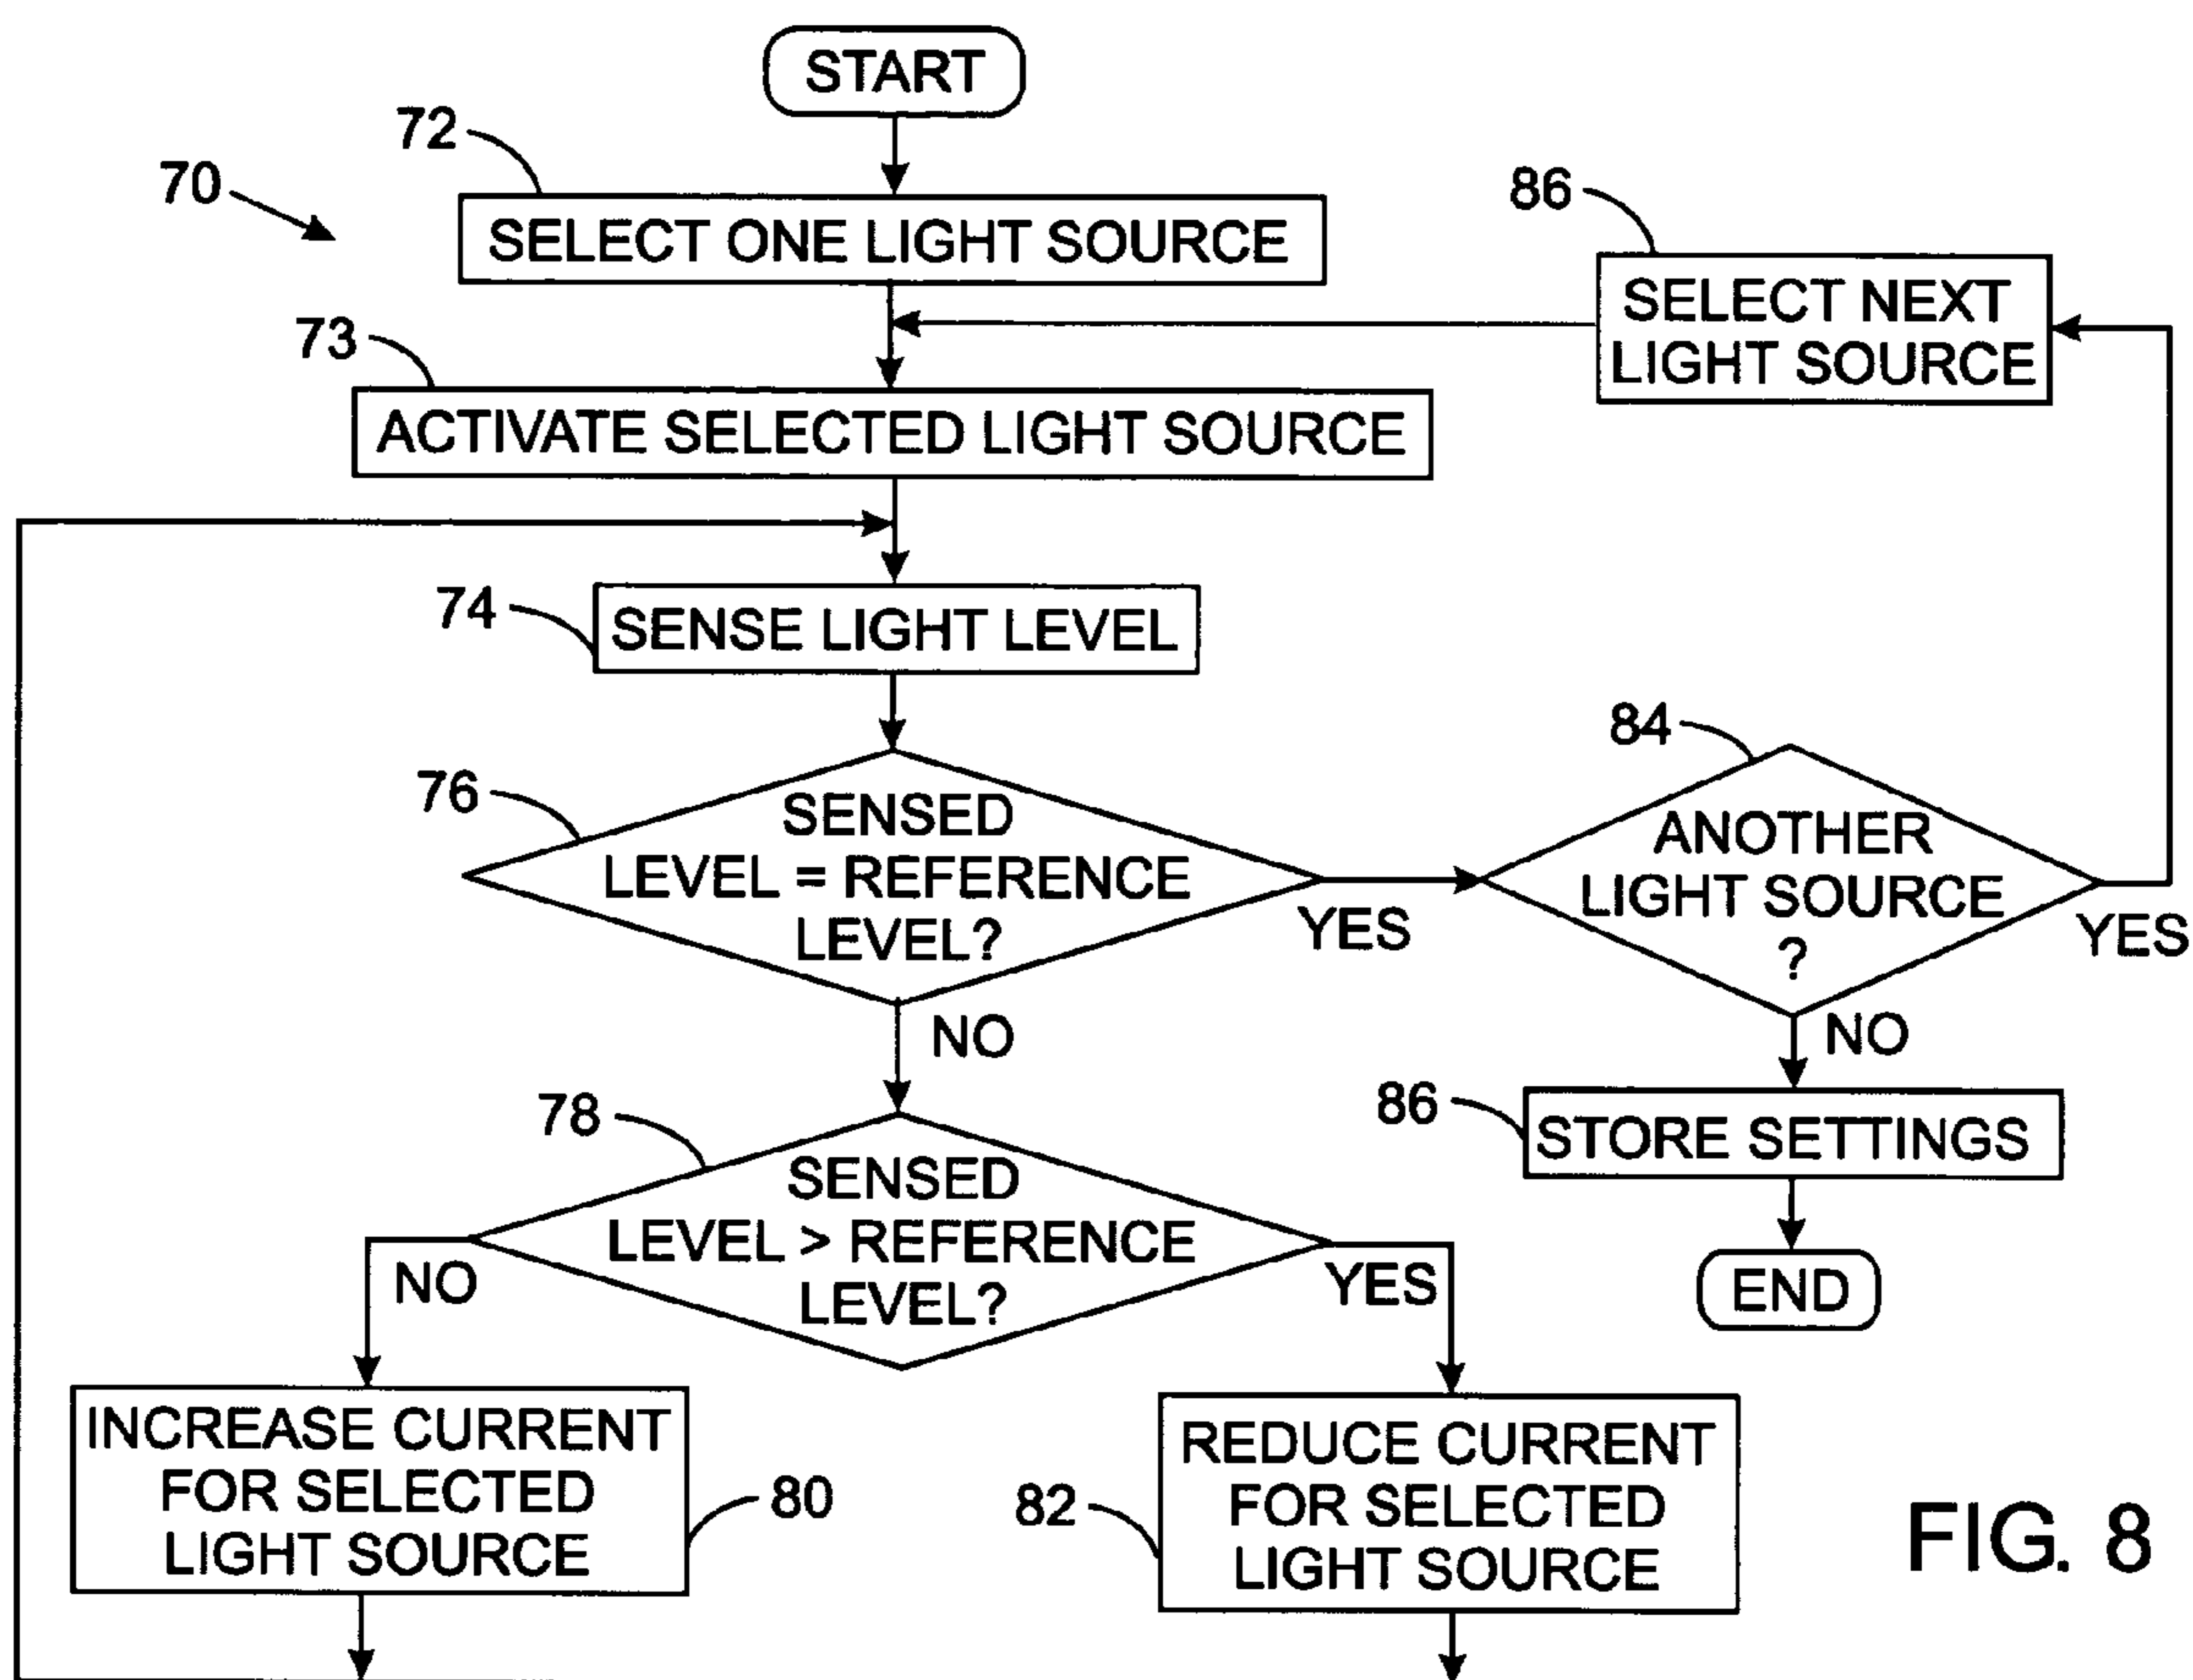 START
72
70
SELECT ONE LIGHT SOURCE
86
SELECT NEXT
LIGHT SOURCE
73
ACTIVATE SELECTED LIGHT SOURCE
74
SENSE LIGHT LEVEL
76
SENSED
LEVEL = REFERENCE
LEVEL?
YES
NO
84
ANOTHER
LIGHT SOURCE
?
YES
NO
78
SENSED
LEVEL > REFERENCE
LEVEL?
NO
YES
86
STORE SETTINGS
END
INCREASE CURRENT
FOR SELECTED
LIGHT SOURCE
80
82
REDUCE CURRENT
FOR SELECTED
LIGHT SOURCE
FIG. 8